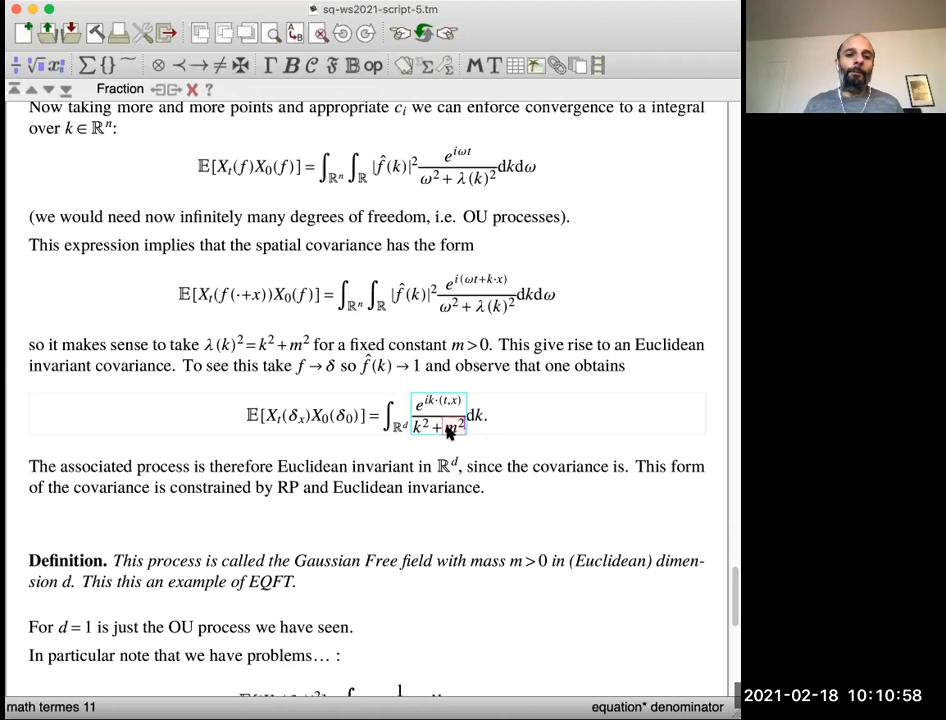 sq-ws2021-script-5.tm
Fraction
Now taking more and more points and appropriate c_i we can enforce convergence to a integral
over k ∈ ℝ^n:
𝔼[X_t(f)X_0(f)] = ∫_{ℝ^n} ∫_ℝ |f̂(k)|^2 e^{iωt} / (ω^2 + λ(k)^2) dkdω
(we would need now infinitely many degrees of freedom, i.e. OU processes).
This expression implies that the spatial covariance has the form
𝔼[X_t(f(·+x))X_0(f)] = ∫_{ℝ^n} ∫_ℝ |f̂(k)|^2 e^{i(ωt+k·x)} / (ω^2 + λ(k)^2) dkdω
so it makes sense to take λ(k)^2 = k^2 + m^2 for a fixed constant m > 0. This give rise to an Euclidean
invariant covariance. To see this take f → δ so f̂(k) → 1 and observe that one obtains
𝔼[X_t(δ_x)X_0(δ_0)] = ∫_{ℝ^d} e^{ik·(t,x)} / (k^2 + m^2) dk.
The associated process is therefore Euclidean invariant in ℝ^d, since the covariance is. This form
of the covariance is constrained by RP and Euclidean invariance.
Definition. This process is called the Gaussian Free field with mass m > 0 in (Euclidean) dimen-
sion d. This this an example of EQFT.
For d = 1 is just the OU process we have seen.
In particular note that we have problems… :
math termes 11
equation* denominator
2021-02-18 10:10:58